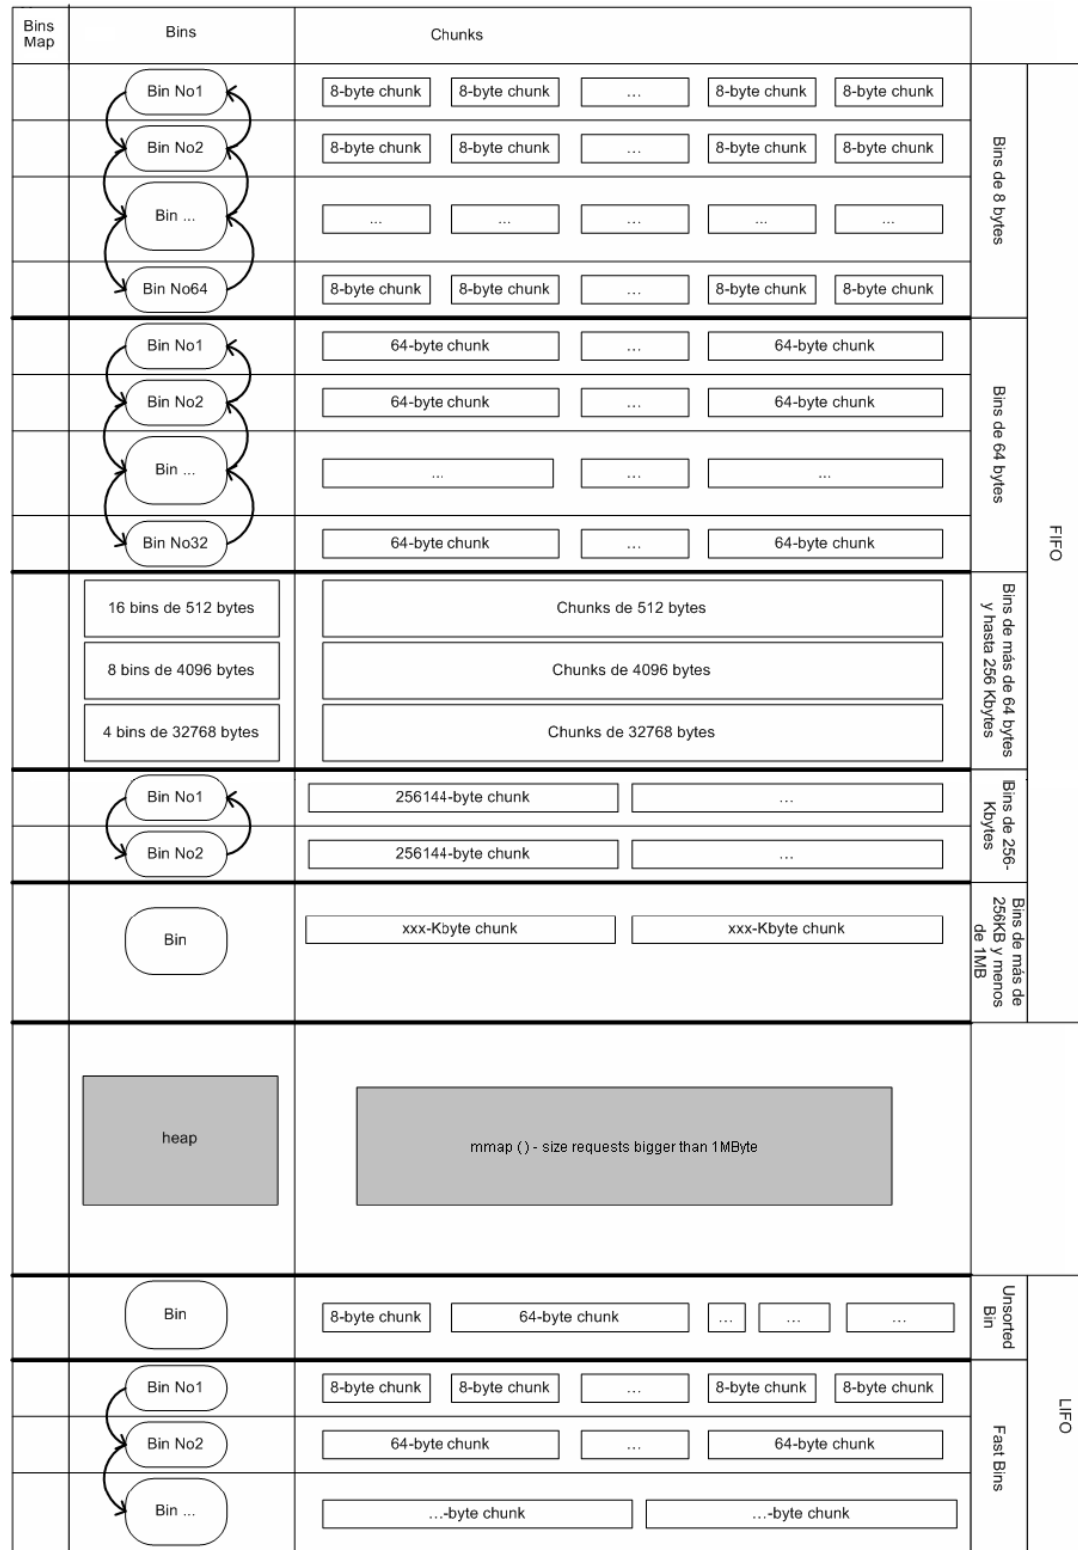 Bins
Map
Bins
Chunks
Bin No1
8-byte chunk
8-byte chunk
...
8-byte chunk
8-byte chunk
Bin No2
8-byte chunk
8-byte chunk
...
8-byte chunk
8-byte chunk
Bin ...
...
...
...
...
...
Bin No64
8-byte chunk
8-byte chunk
...
8-byte chunk
8-byte chunk
Bins de 8 bytes
Bin No1
64-byte chunk
...
64-byte chunk
Bin No2
64-byte chunk
...
64-byte chunk
Bin ...
...
...
...
Bin No32
64-byte chunk
...
64-byte chunk
Bins de 64 bytes
FIFO
16 bins de 512 bytes
Chunks de 512 bytes
8 bins de 4096 bytes
Chunks de 4096 bytes
4 bins de 32768 bytes
Chunks de 32768 bytes
Bins de más de 64 bytes
y hasta 256 Kbytes
Bin No1
256144-byte chunk
...
Bin No2
256144-byte chunk
...
Bins de 256-
Kbytes
Bin
xxx-Kbyte chunk
xxx-Kbyte chunk
Bins de más de
256KB y menos
de 1MB
heap
mmap () - size requests bigger than 1MByte
Bin
8-byte chunk
64-byte chunk
...
...
...
Unsorted
Bin
Bin No1
8-byte chunk
8-byte chunk
...
8-byte chunk
8-byte chunk
Bin No2
64-byte chunk
...
64-byte chunk
Bin ...
...-byte chunk
...-byte chunk
Fast Bins
LIFO